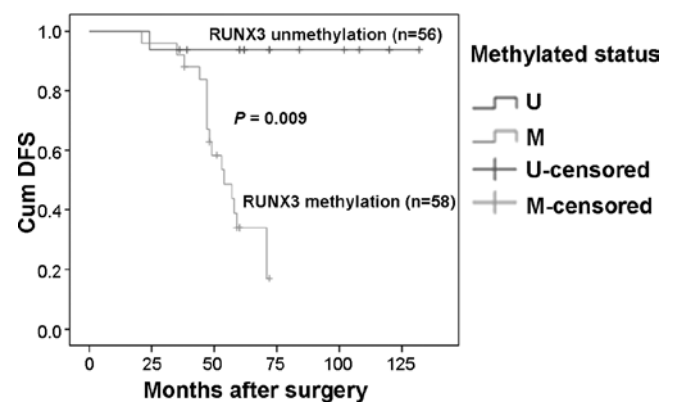 RUNX3 unmethylation (n=56)
P = 0.009
RUNX3 methylation (n=58)
Cum DFS
1.0
0.8
0.6
0.4
0.2
0.0
0 25 50 75 100 125
Months after surgery
Methylated status
U
M
U-censored
M-censored